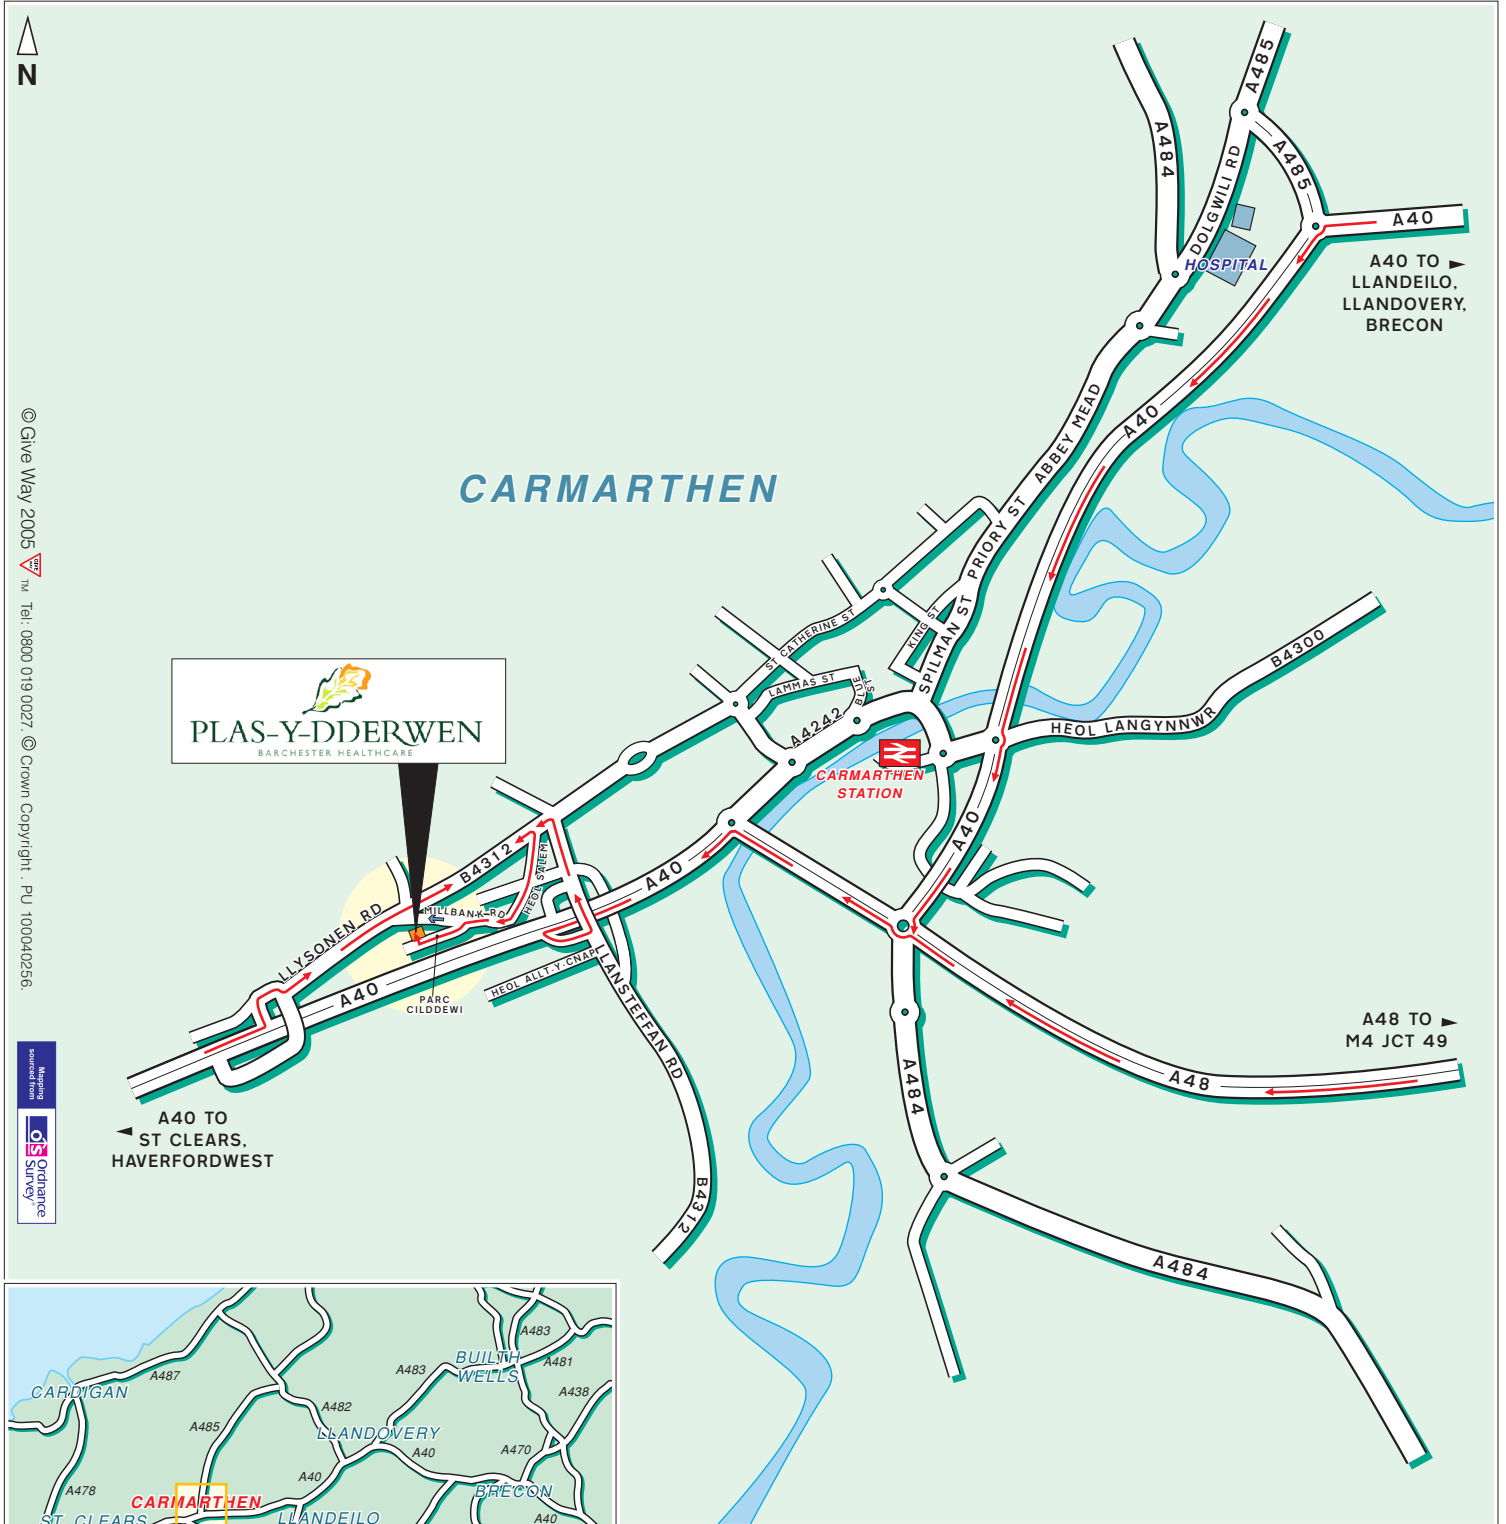 N
A485
A484
A485
DOLGWILI RD
A40
HOSPITAL
A40 TO
LLANDEILO,
LLANDOVERY,
BRECON
ABBEY MEAD
A40
CARMARTHEN
PRIORY ST
© Give Way 2005 ™ Tel: 0800 019 0027. © Crown Copyright . PU 100040256.
KING ST
SPILMAN ST
ST CATHERINE ST
LAMMAS ST
BLUE
ST
A4242
B4300
HEOL LANGYNNWR
PLAS-Y-DDERWEN
BARCHESTER HEALTHCARE
CARMARTHEN
STATION
A40
B4312
HEOL SALEM
A40
MILLBANK RD
LLYSONEN RD
HEOL ALLT-Y-CNAP
LLANSTEFFAN RD
A40
PARC
CILDDEWI
A48 TO
M4 JCT 49
A48
A484
Mapping
sourced from
OS
Ordnance
Survey®
A40 TO
ST CLEARS,
HAVERFORDWEST
B4312
A484
A483
BUILTH
WELLS
A481
A483
A487
CARDIGAN
A438
A482
A485
LLANDOVERY
A40
A470
A40
A478
BRECON
CARMARTHEN
ST CLEARS
LLANDEILO
A40